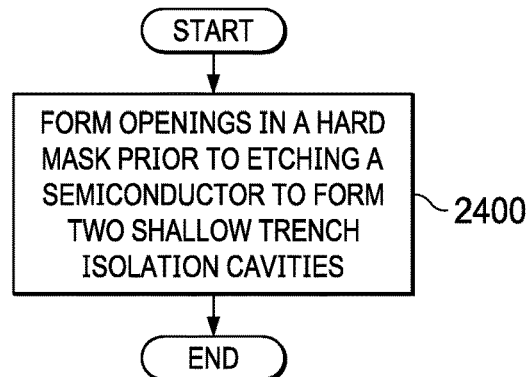 START
FORM OPENINGS IN A HARD
MASK PRIOR TO ETCHING A
SEMICONDUCTOR TO FORM
TWO SHALLOW TRENCH
ISOLATION CAVITIES
2400
END